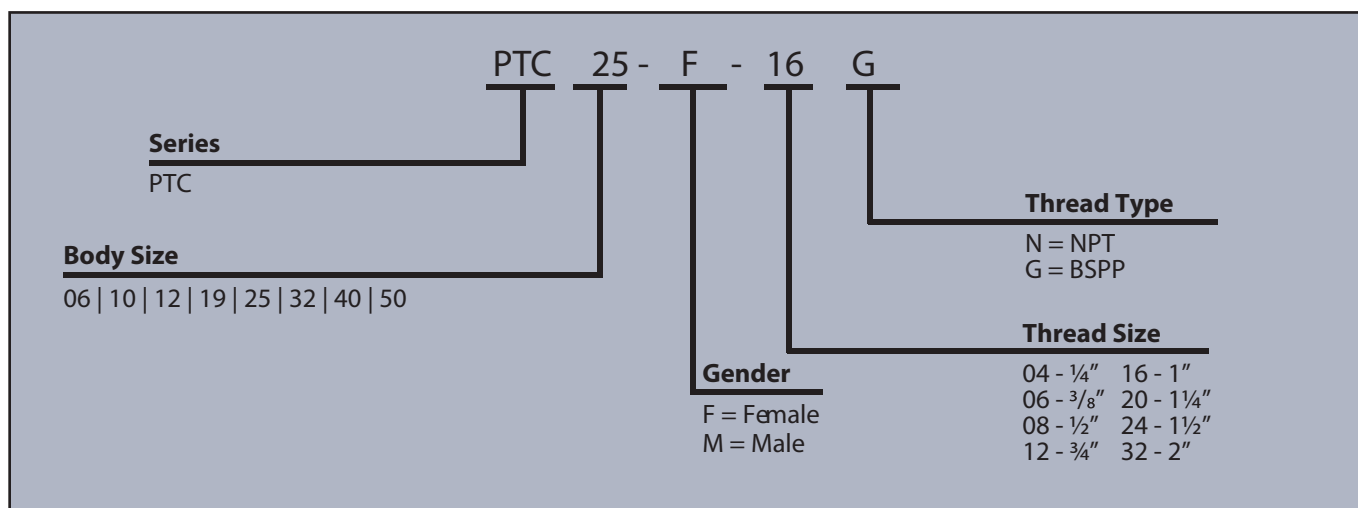 PTC 25 - F - 16 G
Series
PTC
Thread Type
N = NPT
G = BSPP
Body Size
06 | 10 | 12 | 19 | 25 | 32 | 40 | 50
Thread Size
04 - ¼" 16 - 1"
06 - ³/₈" 20 - 1¼"
08 - ½" 24 - 1½"
12 - ¾" 32 - 2"
Gender
F = Female
M = Male